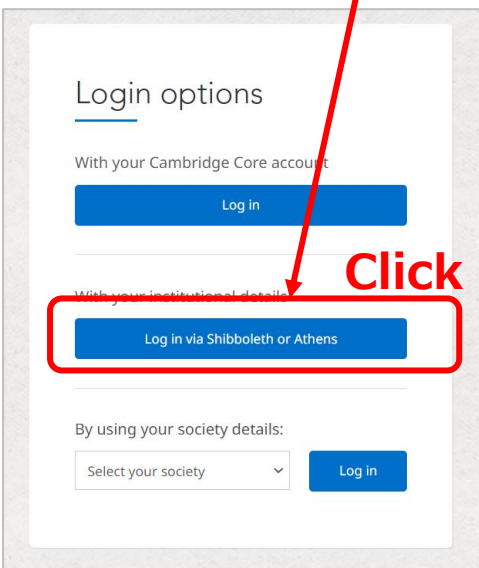 Login options
With your Cambridge Core account
Log in
Click
With your institutional details
Log in via Shibboleth or Athens
By using your society details:
Select your society
Log in